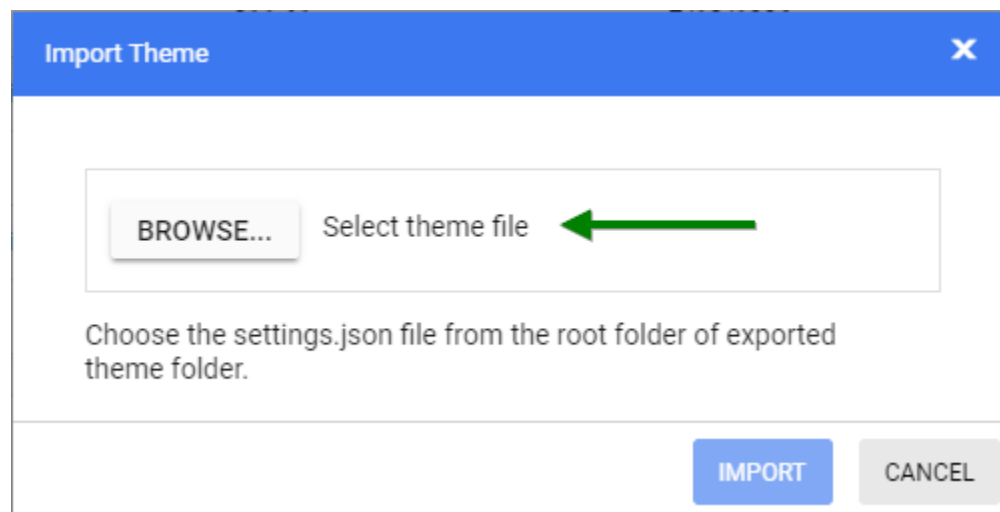 Import Theme
BROWSE... Select theme file
Choose the settings.json file from the root folder of exported
theme folder.
IMPORT CANCEL